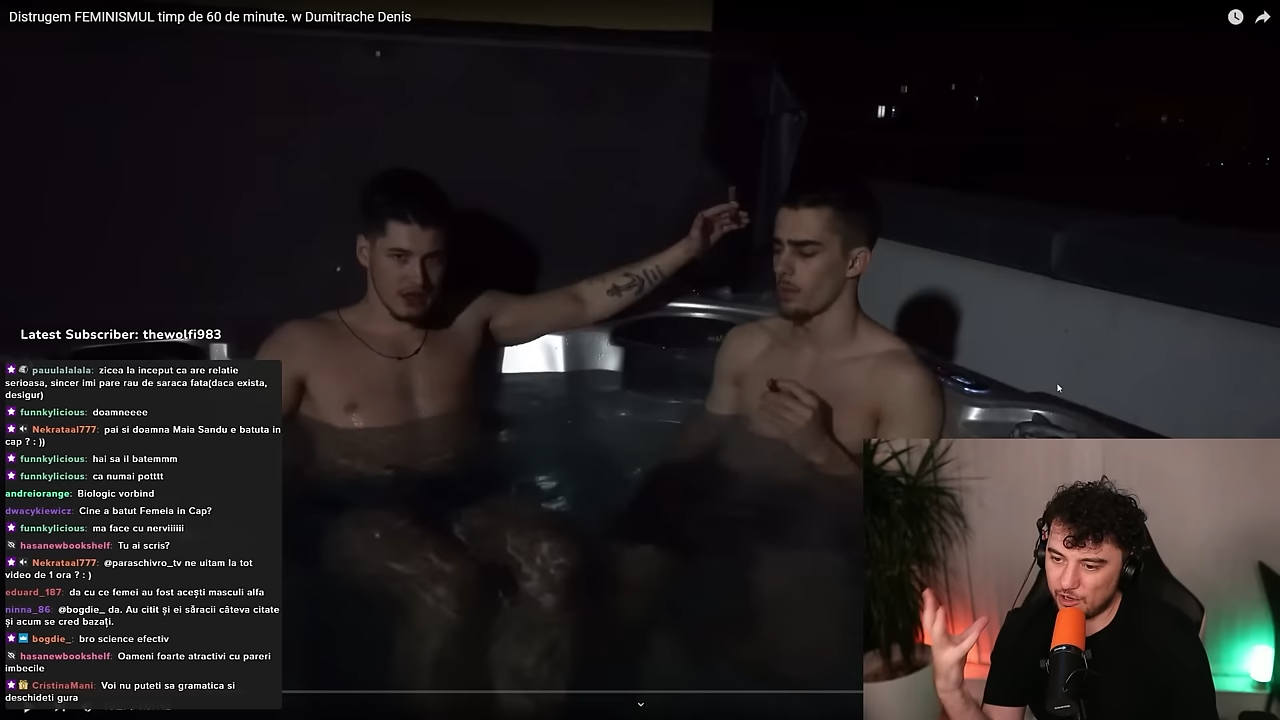 Distrugem FEMINISMUL timp de 60 de minute. w Dumitrache Denis
Latest Subscriber: thewolfi983
pauulalalala: zicea la inceput ca are relatie
serioasa, sincer imi pare rau de saraca fata(daca exista,
desigur)
funnkylicious: doamneeee
Nekrataal777: pai si doamna Maia Sandu e batuta in
cap ? : ))
funnkylicious: hai sa il batemmm
funnkylicious: ca numai potttt
andreiorange: Biologic vorbind
dwacykiewicz: Cine a batut Femeia in Cap?
funnkylicious: ma face cu nerviiiiii
hasanewbookshelf: Tu ai scris?
Nekrataal777: @paraschivro_tv ne uitam la tot
video de 1 ora ? : )
eduard_187: da cu ce femei au fost acești masculi alfa
ninna_86: @bogdie_ da. Au citit și ei săracii câteva citate
și acum se cred bazați.
bogdie_: bro science efectiv
hasanewbookshelf: Oameni foarte atractivi cu pareri
imbecile
CristinaMani: Voi nu puteti sa gramatica si
deschideti gura